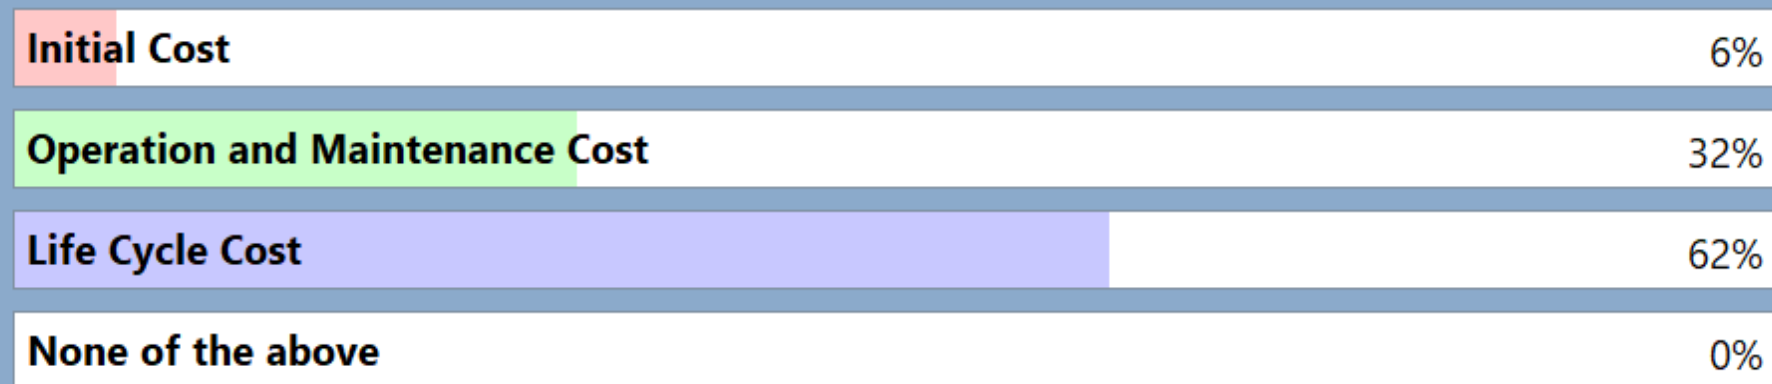 Initial Cost 6%
Operation and Maintenance Cost 32%
Life Cycle Cost 62%
None of the above 0%